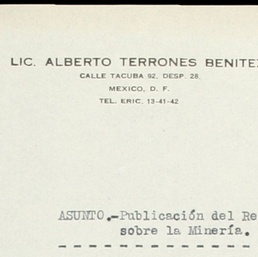 LIC. ALBERTO TERRONES BENITEZ
CALLE TACUBA 92, DESP. 28,
MEXICO, D. F.
TEL. ERIC. 13-41-42
ASUNTO.-Publicación del Re
sobre la Minería.